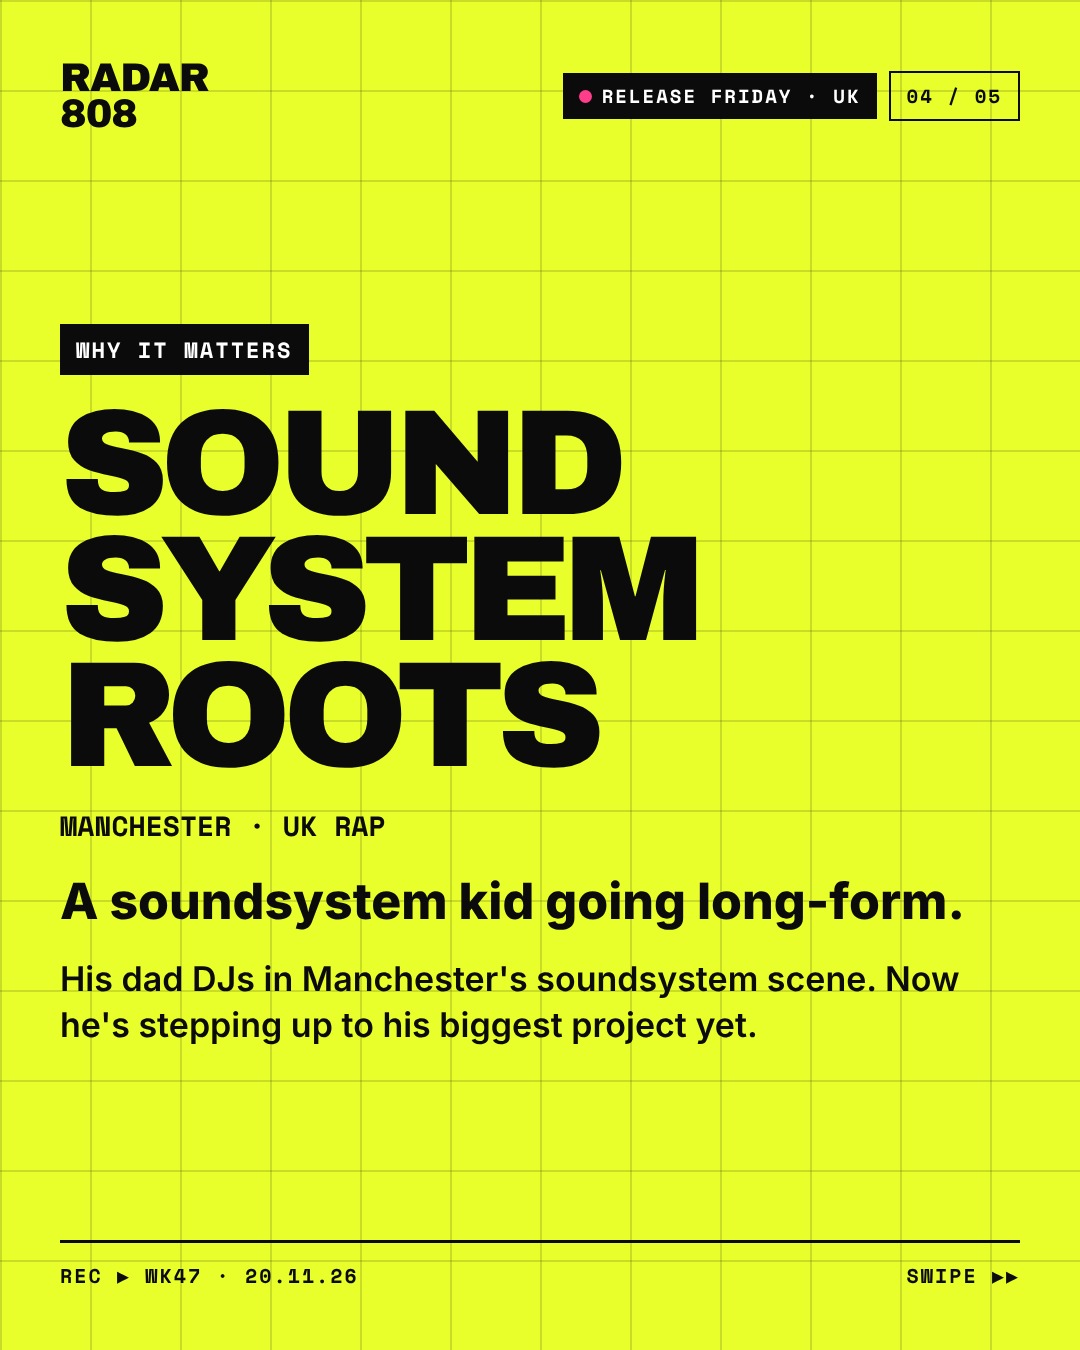 RADAR
808
RELEASE FRIDAY · UK
04 / 05
WHY IT MATTERS
SOUND
SYSTEM
ROOTS
MANCHESTER · UK RAP
A soundsystem kid going long-form.
His dad DJs in Manchester's soundsystem scene. Now
he's stepping up to his biggest project yet.
REC ▶ WK47 · 20.11.26
SWIPE ▶▶